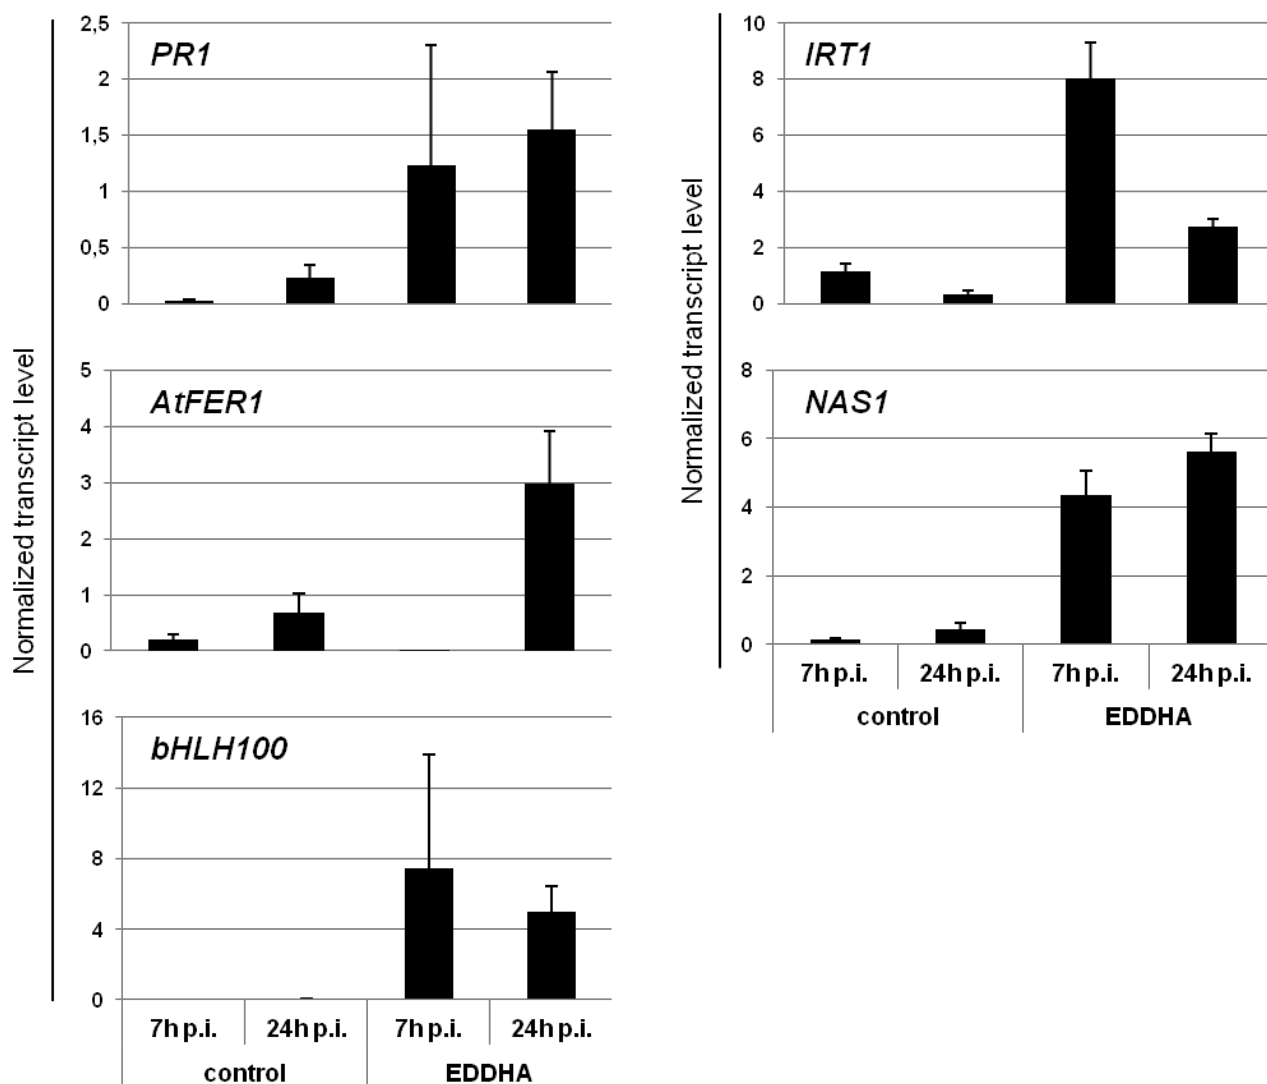 Normalized transcript level
PR1
2,5
2
1,5
1
0,5
0
AtFER1
5
4
3
2
1
0
bHLH100
16
12
8
4
0
7h p.i. 24h p.i. 7h p.i. 24h p.i.
control EDDHA
Normalized transcript level
IRT1
10
8
6
4
2
0
NAS1
8
6
4
2
0
7h p.i. 24h p.i. 7h p.i. 24h p.i.
control EDDHA